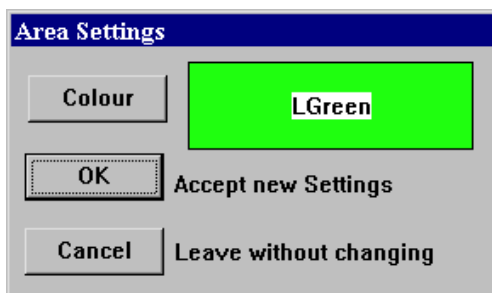 Area Settings
Colour
LGreen
OK
Accept new Settings
Cancel
Leave without changing